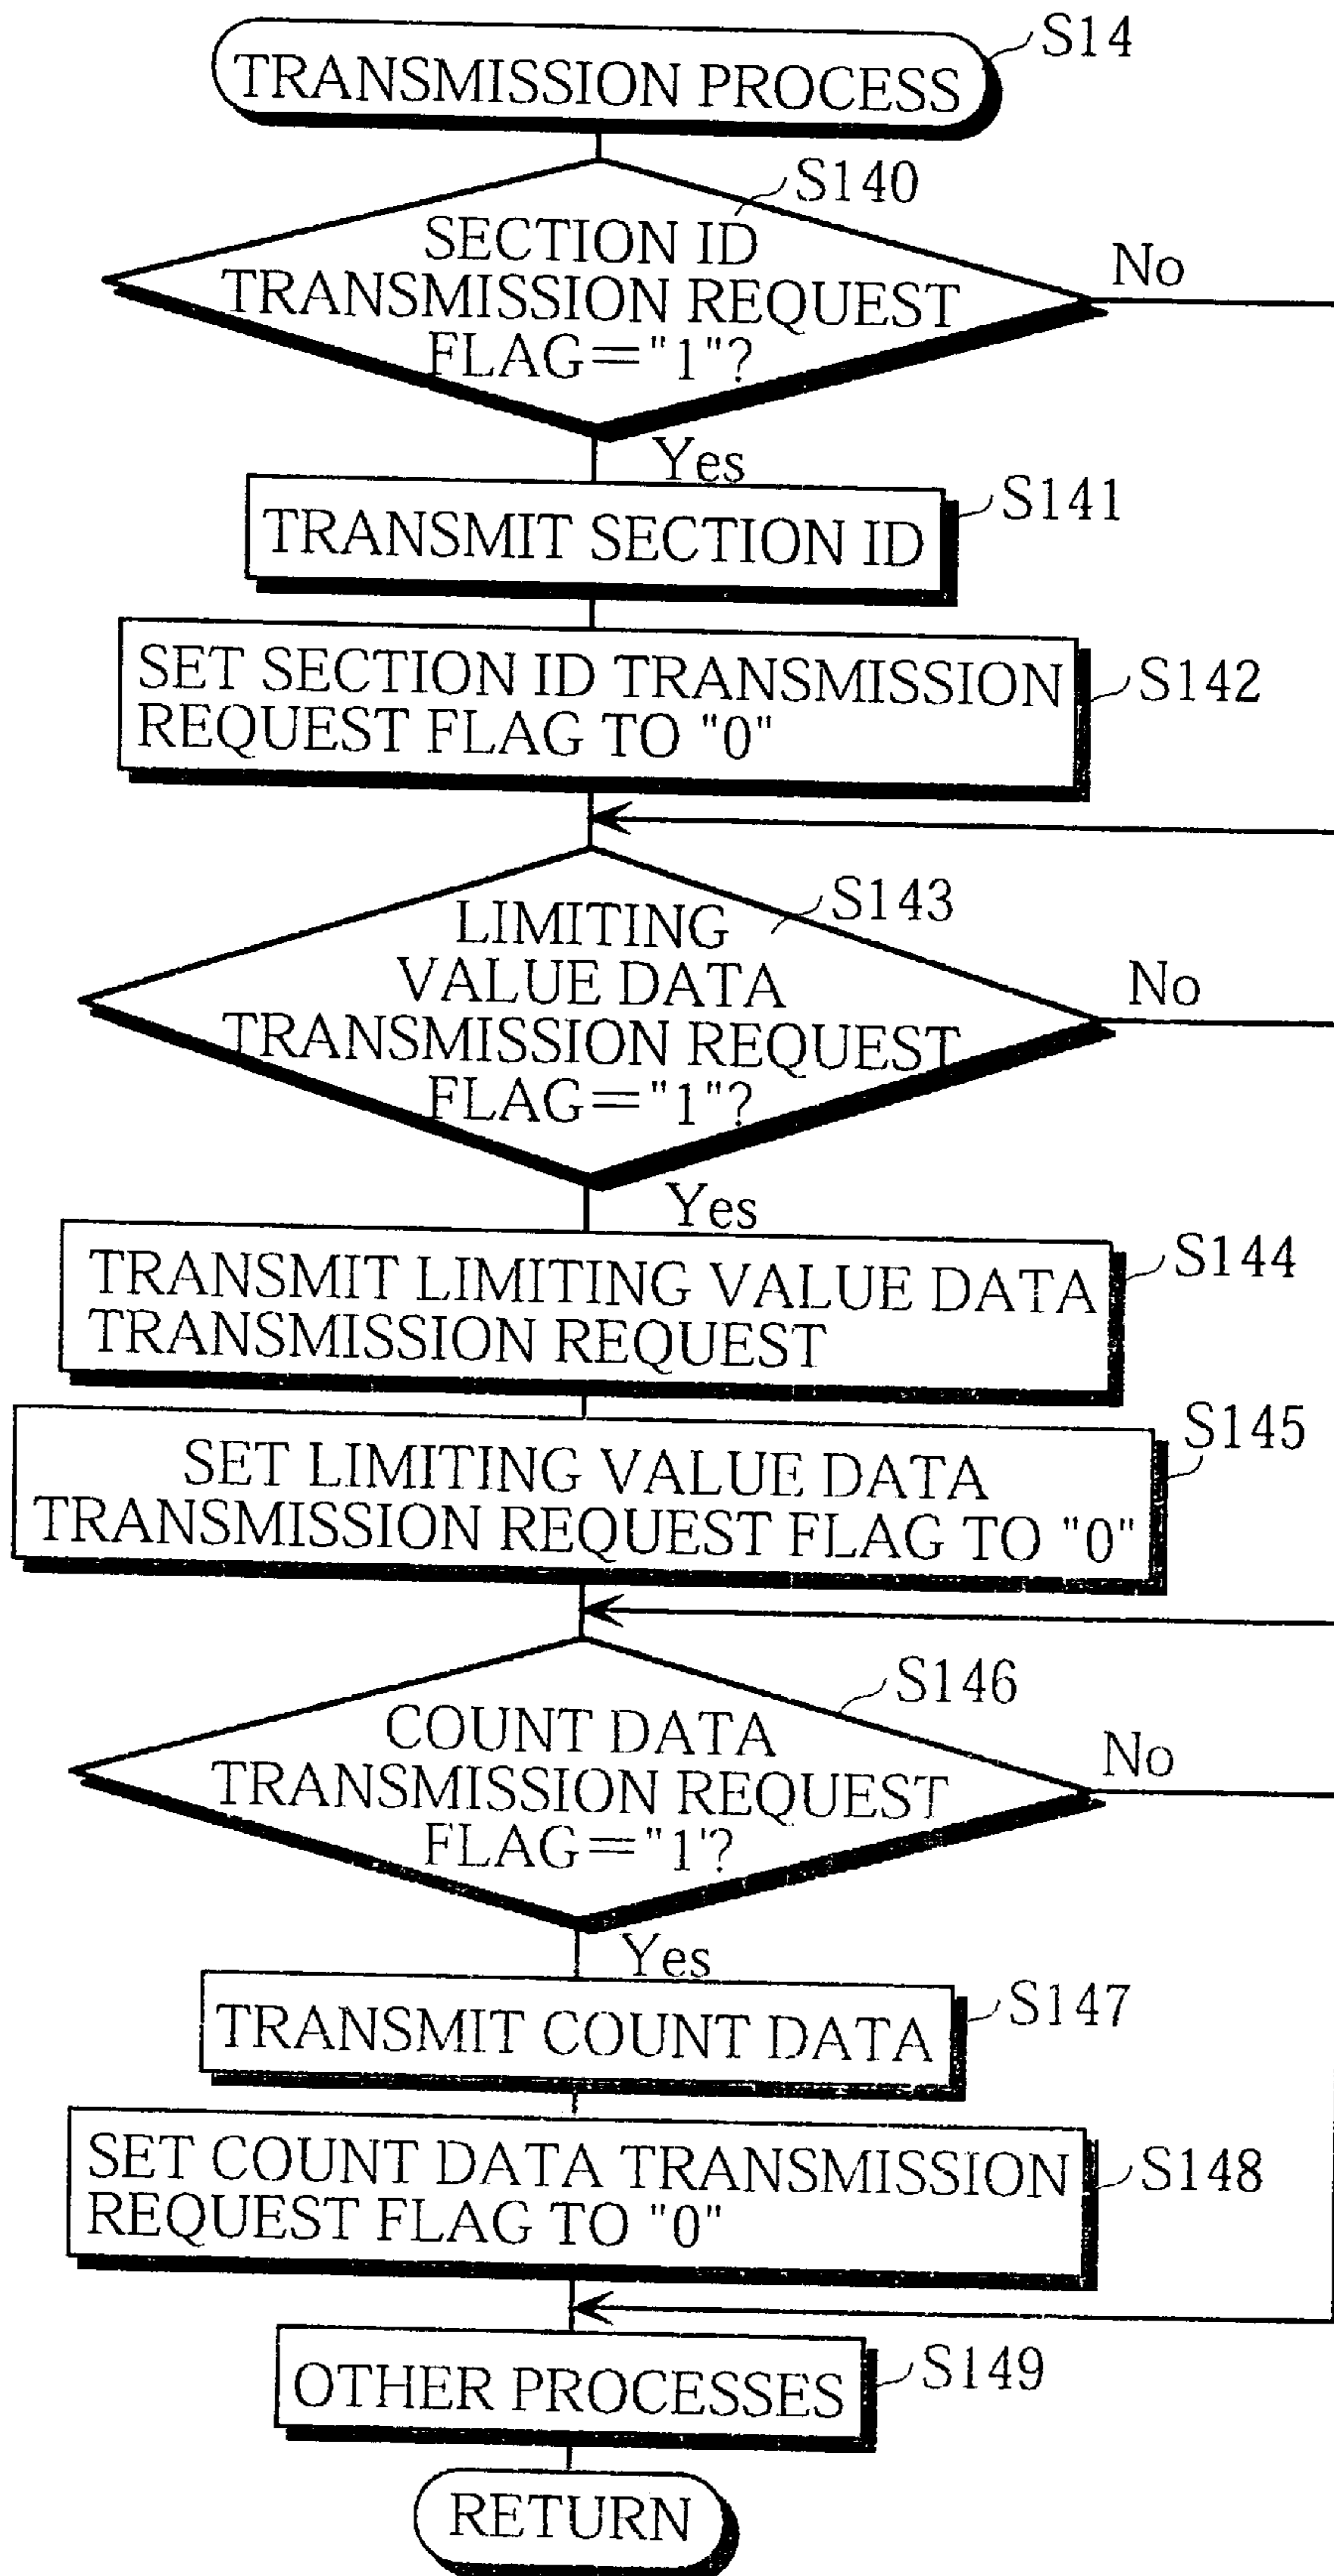 TRANSMISSION PROCESS
S14
S140
SECTION ID
TRANSMISSION REQUEST
FLAG="1"?
No
Yes
TRANSMIT SECTION ID
S141
SET SECTION ID TRANSMISSION
REQUEST FLAG TO "0"
S142
S143
LIMITING
VALUE DATA
TRANSMISSION REQUEST
FLAG="1"?
No
Yes
TRANSMIT LIMITING VALUE DATA
TRANSMISSION REQUEST
S144
SET LIMITING VALUE DATA
TRANSMISSION REQUEST FLAG TO "0"
S145
S146
COUNT DATA
TRANSMISSION REQUEST
FLAG="1'?
No
Yes
TRANSMIT COUNT DATA
S147
SET COUNT DATA TRANSMISSION
REQUEST FLAG TO "0"
S148
OTHER PROCESSES
S149
RETURN